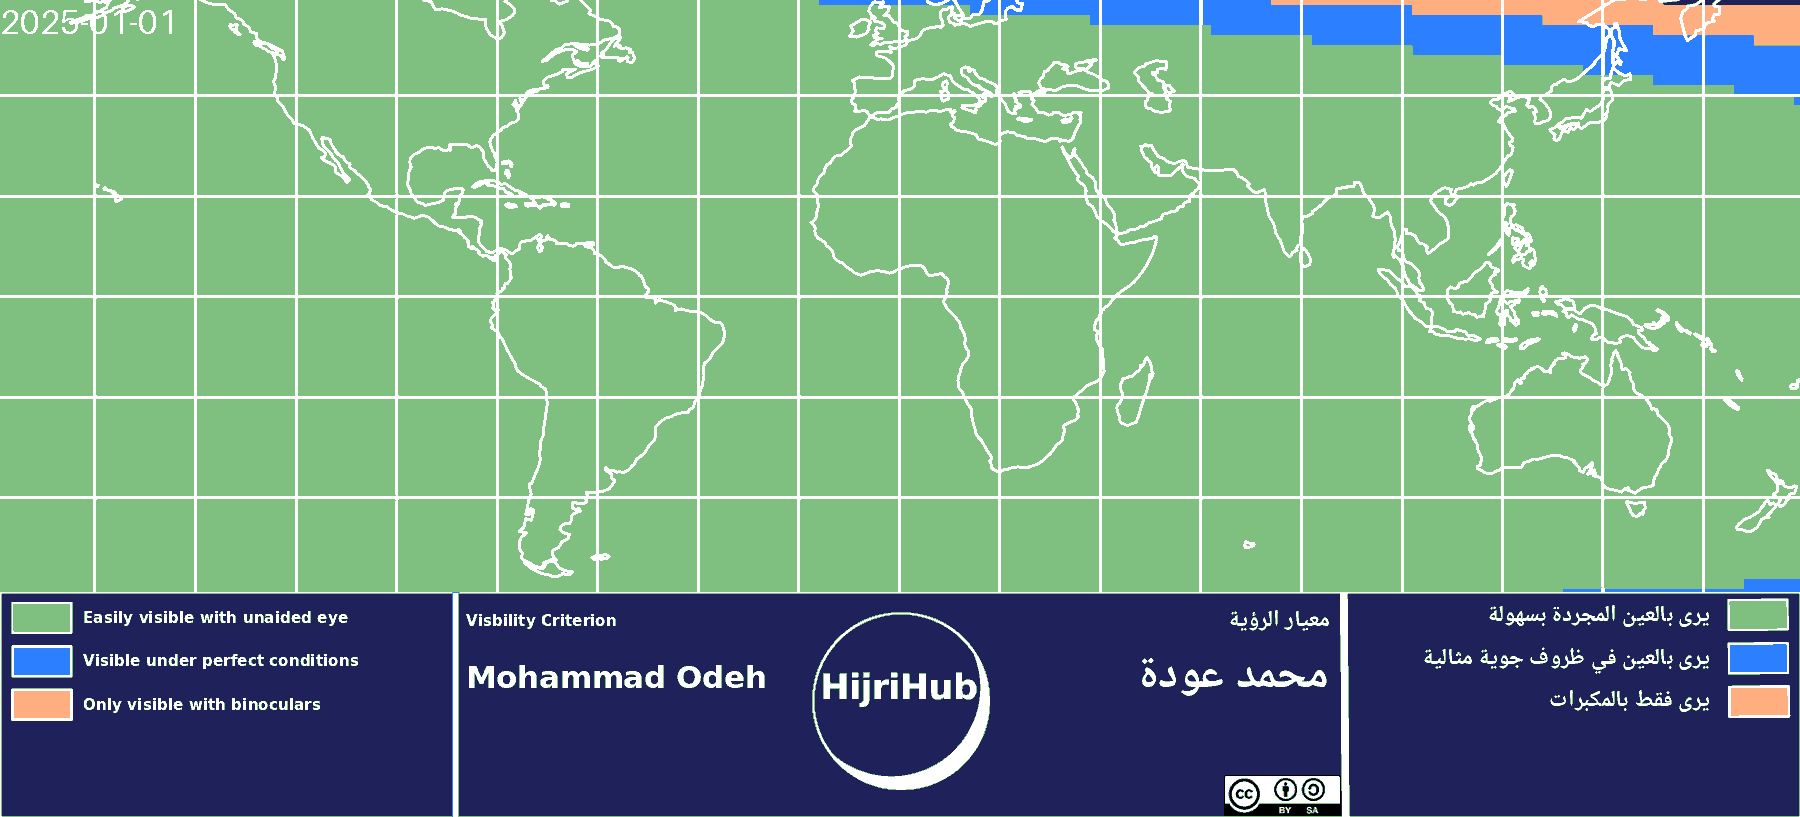 2025-01-01
Easily visible with unaided eye
Visible under perfect conditions
Only visible with binoculars
Visbility Criterion
Mohammad Odeh
HijriHub
معيار الرؤية
محمد عودة
cc
BY SA
يرى بالعين المجردة بسهولة
يرى بالعين في ظروف جوية مثالية
يرى فقط بالمكبرات